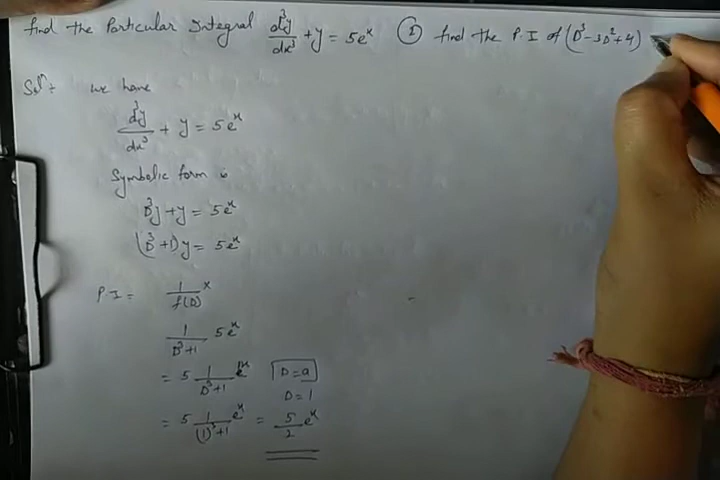 find the Particular Integral d³y/dx³ + y = 5eˣ
② find the P.I of (D³-3D²+4)
Solⁿ:
we have
d³y/dx³ + y = 5eˣ
Symbolic form is
D³y + y = 5eˣ
(D³+1)y = 5eˣ
P.I = 1/f(D) x
1/D³+1 5eˣ
= 5 1/D³+1 e¹ˣ
D=a
D=1
= 5 1/(1)³+1 eˣ = 5/2 eˣ